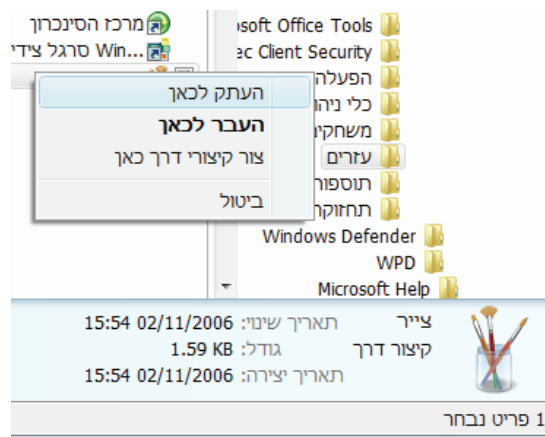 osoft Office Tools
ec Client Security
הפעלה
כלי ניהו
משחקי
עזרים
תוספו
תחזוקר
Windows Defender
WPD
Microsoft Help
מרכז הסינכרון
Win... סרגל צידי
העתק לכאן
העבר לכאן
צור קיצורי דרך כאן
ביטול
צייר תאריך שינוי: 02/11/2006 15:54
קיצור דרך גודל: 1.59 KB
תאריך יצירה: 02/11/2006 15:54
1 פריט נבחר